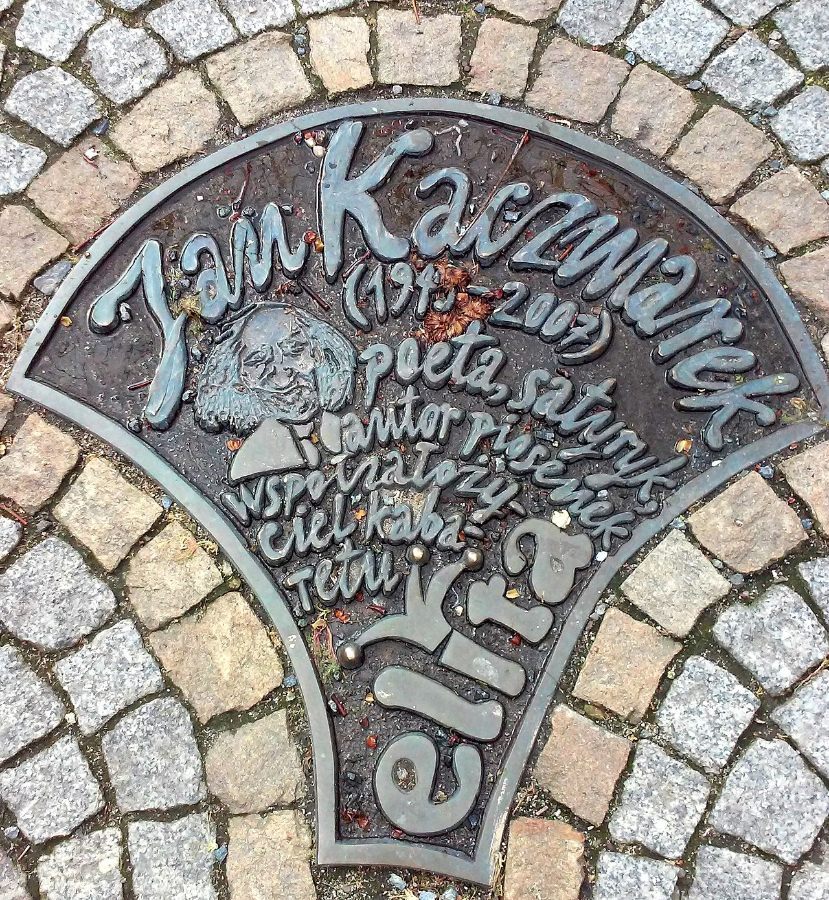 Jan Kaczmarek
(1945-2007)
poeta, satyryk,
autor piosenek
współzałoży-
ciel kaba-
retu
elita